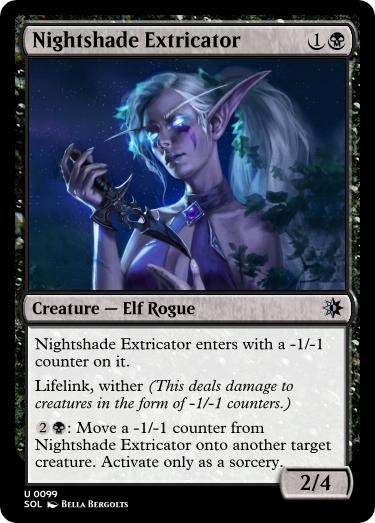 Nightshade Extricator 1
Creature — Elf Rogue
Nightshade Extricator enters with a -1/-1
counter on it.
Lifelink, wither (This deals damage to
creatures in the form of -1/-1 counters.)
2 : Move a -1/-1 counter from
Nightshade Extricator onto another target
creature. Activate only as a sorcery.
2/4
U 0099
SOL Bella Bergolts